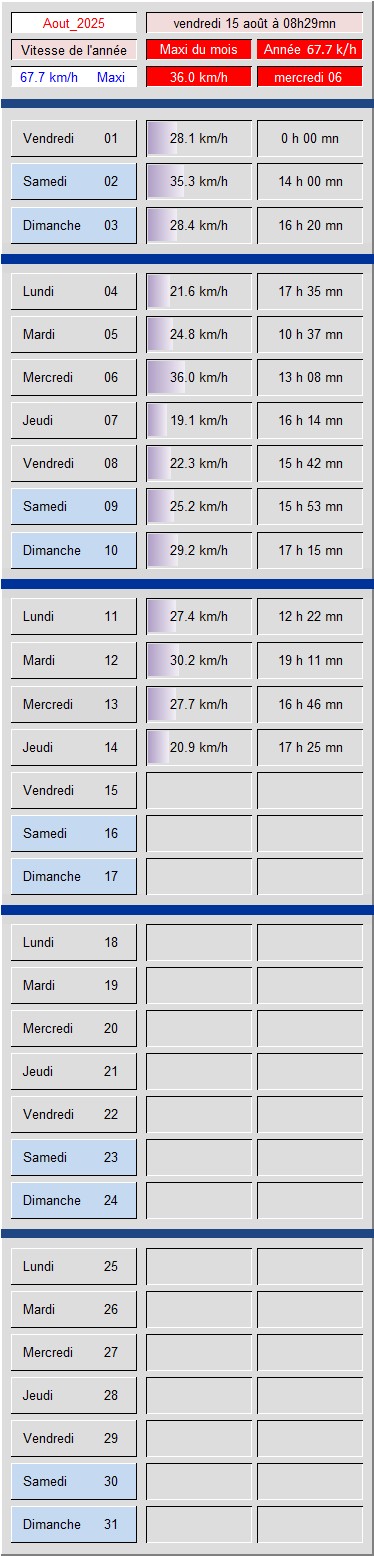 Aout_2025 vendredi 15 août à 08h29mn
Vitesse de l'année Maxi du mois Année 67.7 k/h
67.7 km/h Maxi 36.0 km/h mercredi 06
Vendredi 01 28.1 km/h 0 h 00 mn
Samedi 02 35.3 km/h 14 h 00 mn
Dimanche 03 28.4 km/h 16 h 20 mn
Lundi 04 21.6 km/h 17 h 35 mn
Mardi 05 24.8 km/h 10 h 37 mn
Mercredi 06 36.0 km/h 13 h 08 mn
Jeudi 07 19.1 km/h 16 h 14 mn
Vendredi 08 22.3 km/h 15 h 42 mn
Samedi 09 25.2 km/h 15 h 53 mn
Dimanche 10 29.2 km/h 17 h 15 mn
Lundi 11 27.4 km/h 12 h 22 mn
Mardi 12 30.2 km/h 19 h 11 mn
Mercredi 13 27.7 km/h 16 h 46 mn
Jeudi 14 20.9 km/h 17 h 25 mn
Vendredi 15
Samedi 16
Dimanche 17
Lundi 18
Mardi 19
Mercredi 20
Jeudi 21
Vendredi 22
Samedi 23
Dimanche 24
Lundi 25
Mardi 26
Mercredi 27
Jeudi 28
Vendredi 29
Samedi 30
Dimanche 31